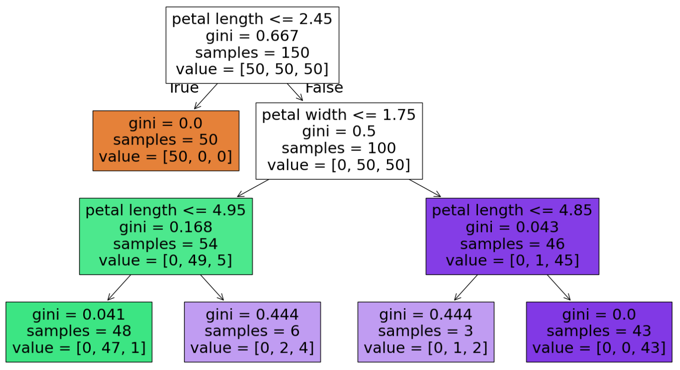 petal length <= 2.45
gini = 0.667
samples = 150
value = [50, 50, 50]
True
False
gini = 0.0
samples = 50
value = [50, 0, 0]
petal width <= 1.75
gini = 0.5
samples = 100
value = [0, 50, 50]
petal length <= 4.95
gini = 0.168
samples = 54
value = [0, 49, 5]
petal length <= 4.85
gini = 0.043
samples = 46
value = [0, 1, 45]
gini = 0.041
samples = 48
value = [0, 47, 1]
gini = 0.444
samples = 6
value = [0, 2, 4]
gini = 0.444
samples = 3
value = [0, 1, 2]
gini = 0.0
samples = 43
value = [0, 0, 43]